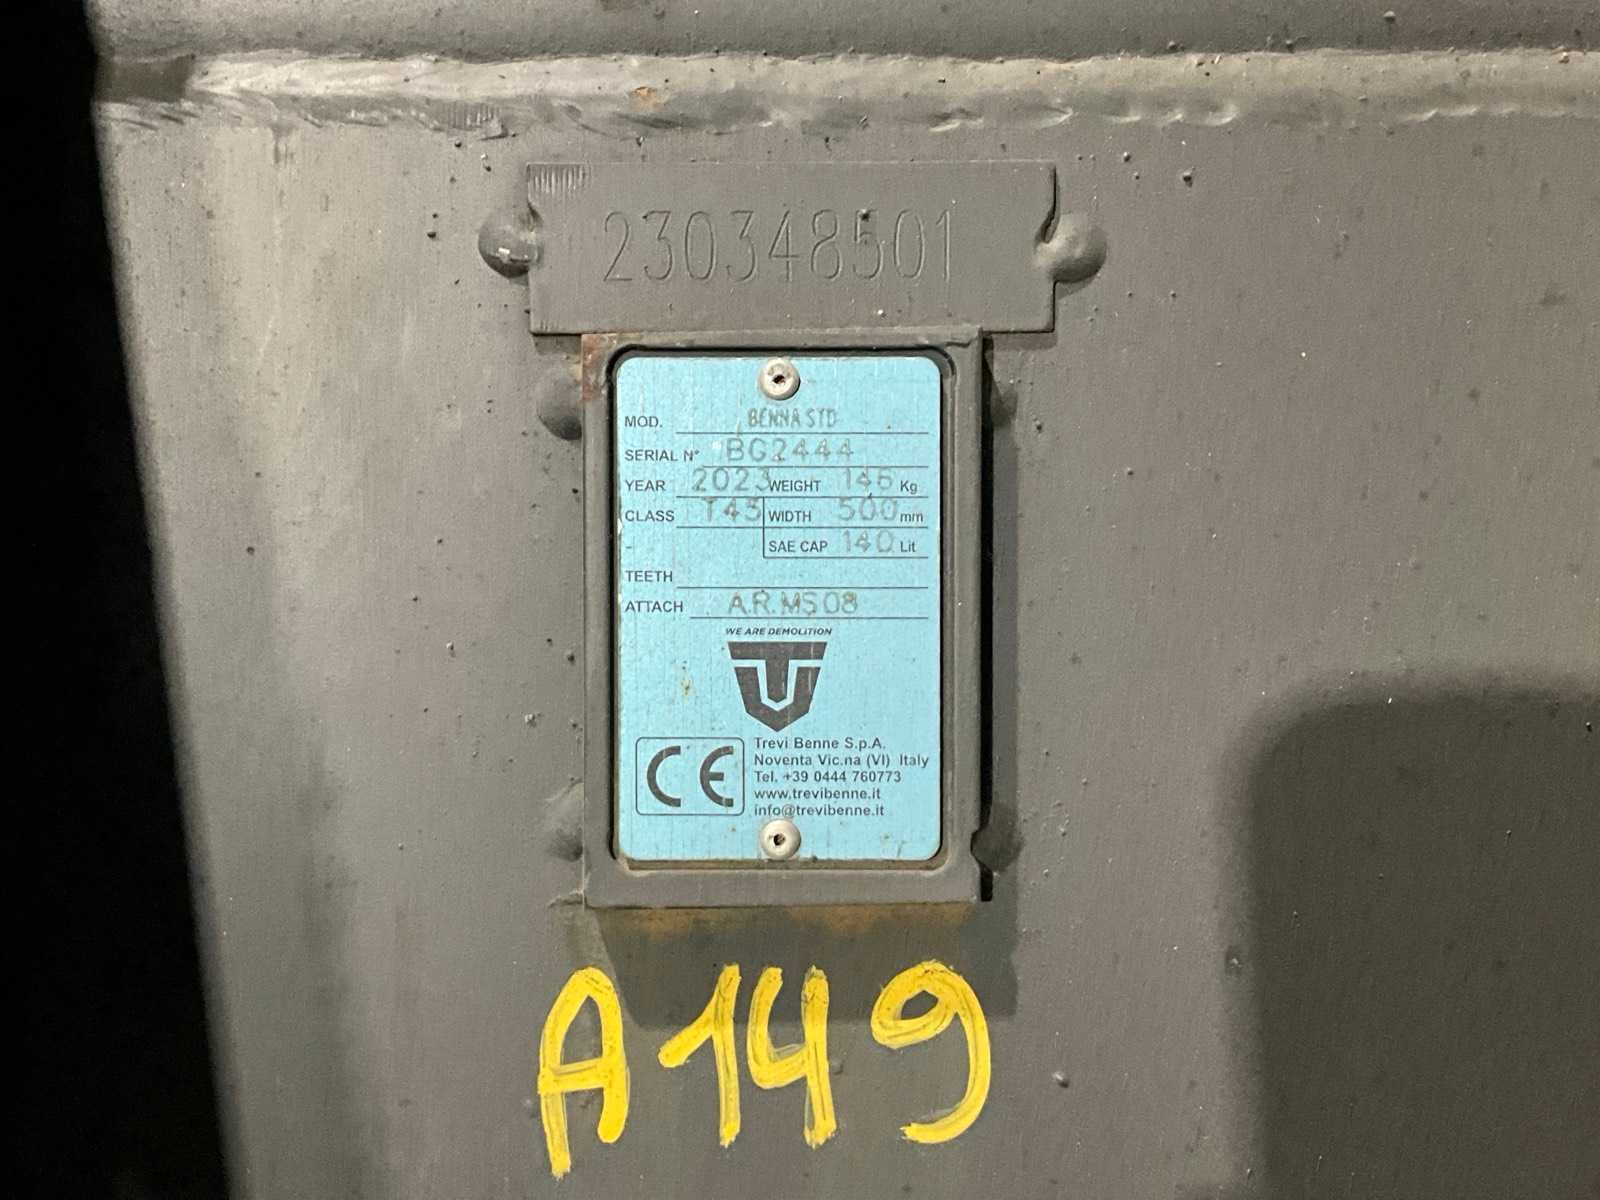 230348501
MOD. BENNA STD
SERIAL N° BG2444
YEAR 2023 WEIGHT 145 Kg
CLASS T45 WIDTH 500 mm
- SAE CAP 140 Lit
TEETH
ATTACH A.R.MS08
WE ARE DEMOLITION
CE
Trevi Benne S.p.A.
Noventa Vic.na (VI) Italy
Tel. +39 0444 760773
www.trevibenne.it
info@trevibenne.it
A149